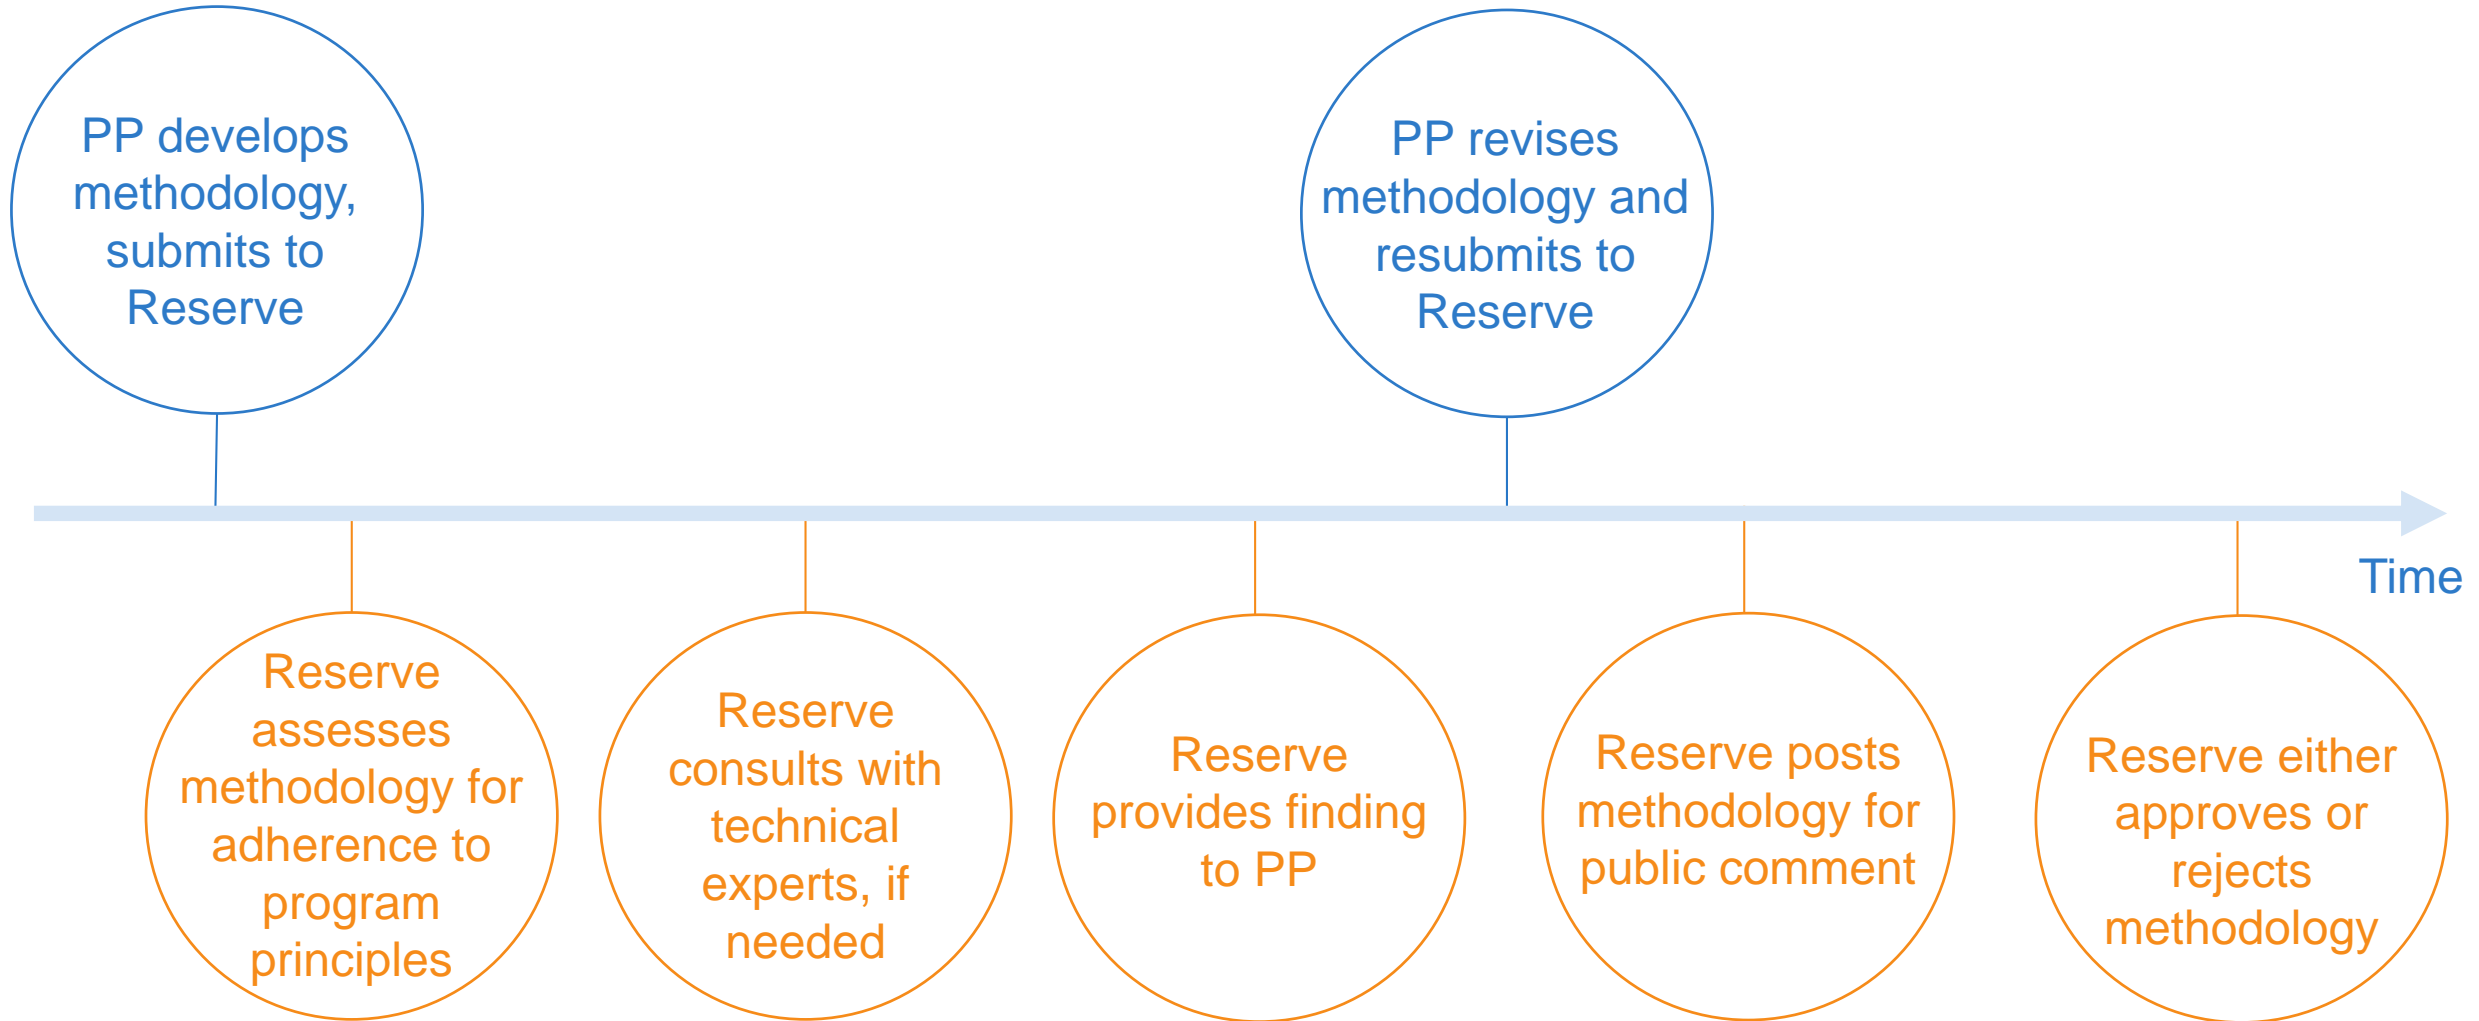 PP develops
methodology,
submits to
Reserve
PP revises
methodology and
resubmits to
Reserve
Time
Reserve
assesses
methodology for
adherence to
program
principles
Reserve
consults with
technical
experts, if
needed
Reserve
provides finding
to PP
Reserve posts
methodology for
public comment
Reserve either
approves or
rejects
methodology